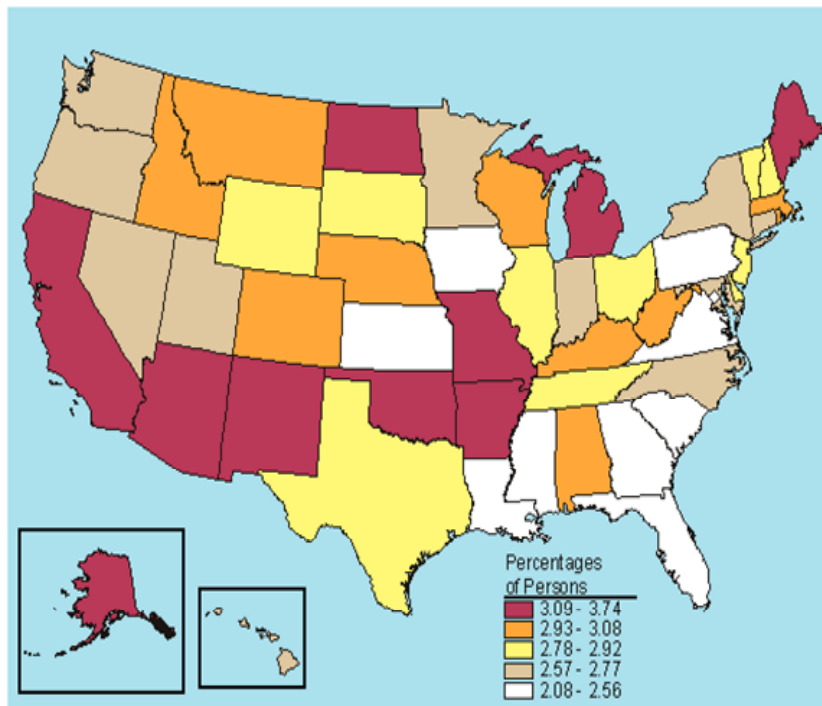 Percentages
of Persons
3.09 - 3.74
2.93 - 3.08
2.78 - 2.92
2.57 - 2.77
2.08 - 2.56